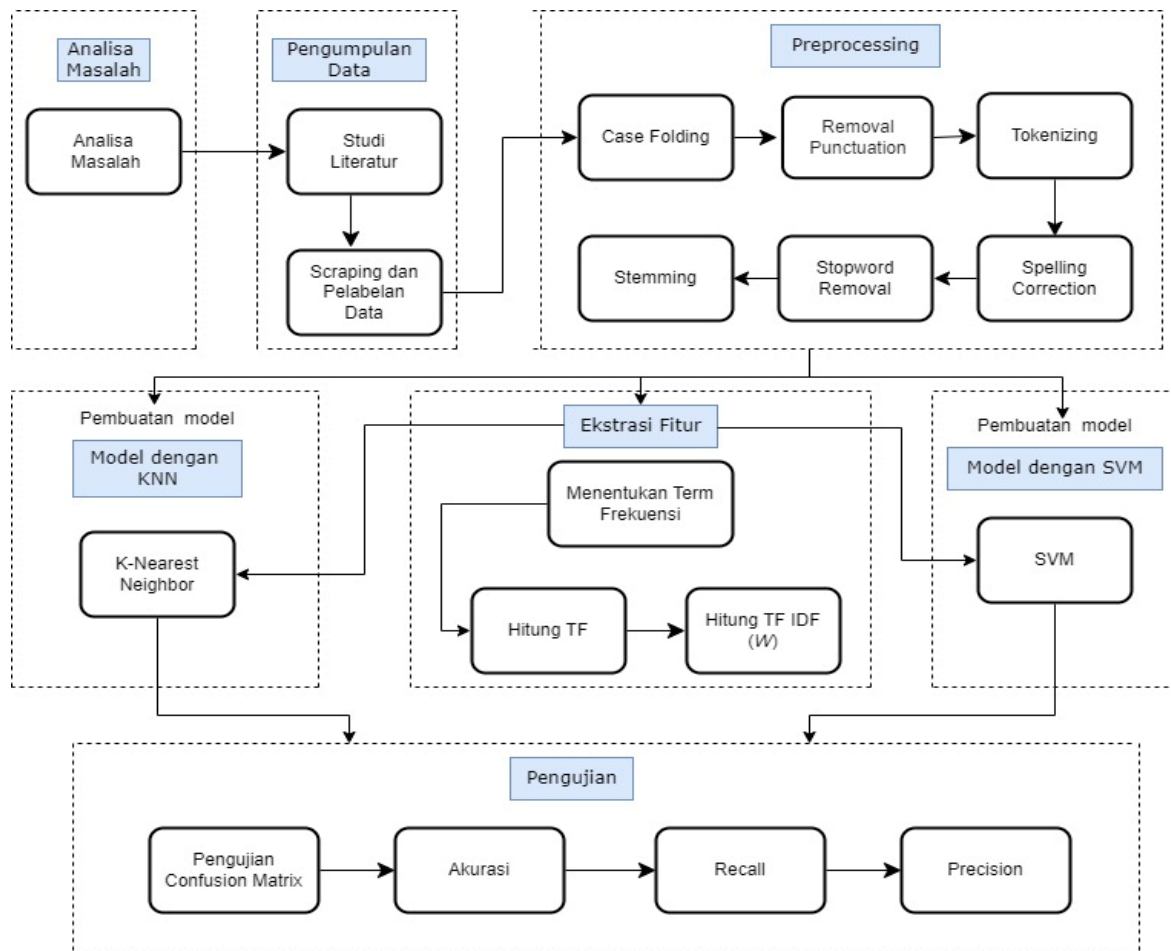 Analisa
Masalah
Analisa
Masalah
Pengumpulan
Data
Studi
Literatur
Scraping dan
Pelabelan
Data
Preprocessing
Case Folding
Removal
Punctuation
Tokenizing
Stemming
Stopword
Removal
Spelling
Correction
Pembuatan model
Model dengan
KNN
K-Nearest
Neighbor
Ekstrasi Fitur
Menentukan Term
Frekuensi
Hitung TF
Hitung TF IDF
(W)
Pembuatan model
Model dengan SVM
SVM
Pengujian
Pengujian
Confusion Matrix
Akurasi
Recall
Precision